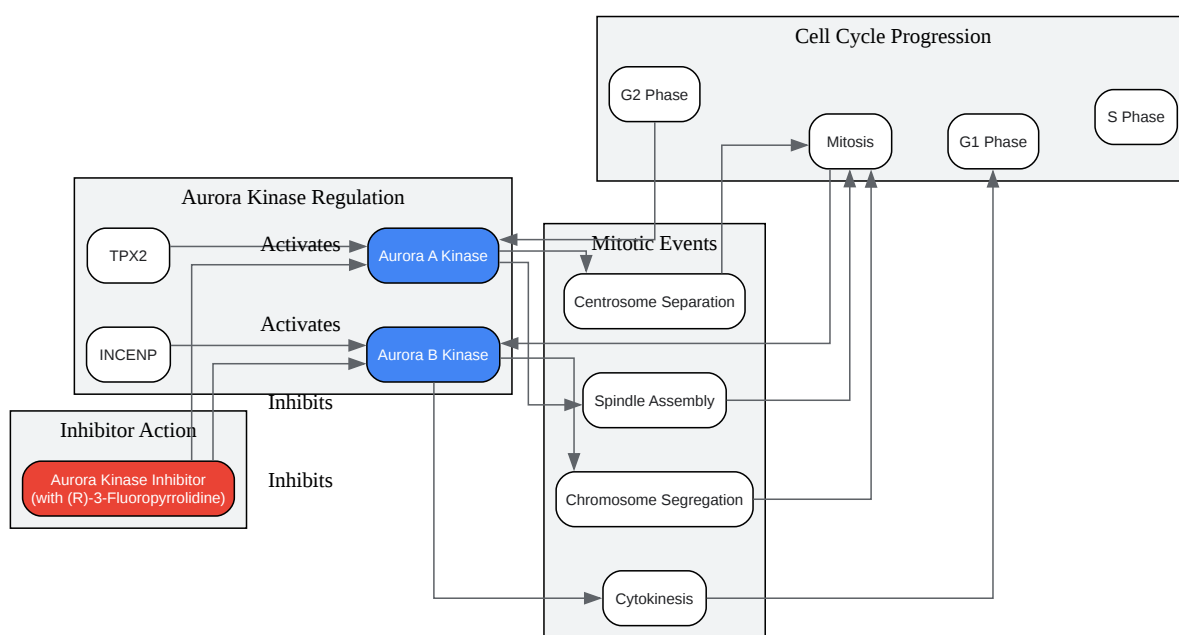 Cell Cycle Progression
G2 Phase
S Phase
Mitosis
G1 Phase
Aurora Kinase Regulation
TPX2
Activates
Aurora A Kinase
INCENP
Activates
Aurora B Kinase
Mitotic Events
Centrosome Separation
Spindle Assembly
Chromosome Segregation
Cytokinesis
Inhibits
Inhibitor Action
Aurora Kinase Inhibitor
(with (R)-3-Fluoropyrrolidine)
Inhibits